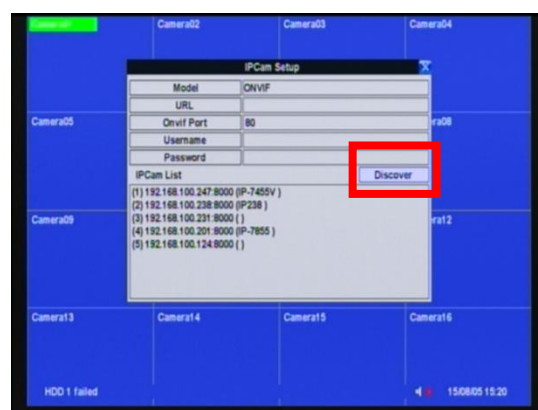 Camera02 Camera03 Camera04
IPCam Setup X
Model ONVIF
URL
Camera05 Onvif Port 80 ra08
Username
Password
IPCam List Discover
(1) 192.168.100.247:8000 (IP-7455V )
(2) 192.168.100.238:8000 (IP238 )
Camera09 (3) 192.168.100.231:8000 ( ) ra12
(4) 192.168.100.201:8000 (IP-7855 )
(5) 192.168.100.124:8000 ( )
Camera13 Camera14 Camera15 Camera16
HDD 1 failed 15/08/05 15:20